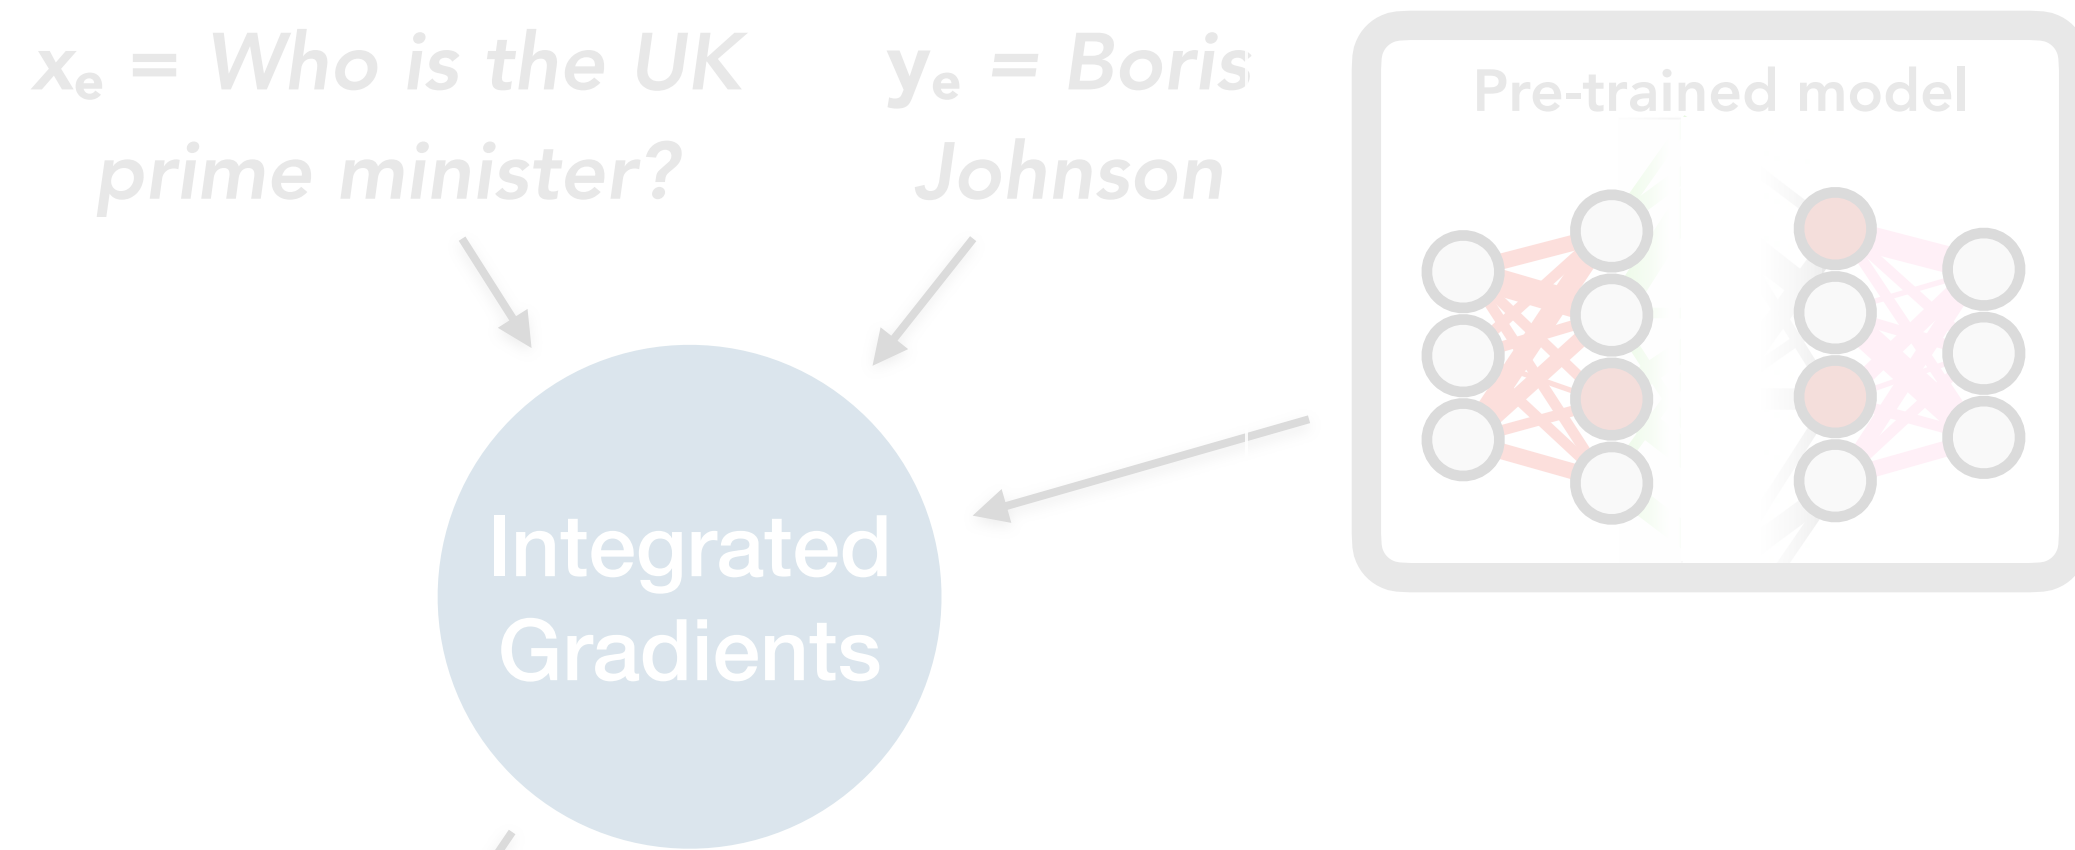 xₑ = Who is the UK
prime minister?
yₑ = Boris
Johnson
Pre-trained model
Integrated
Gradients